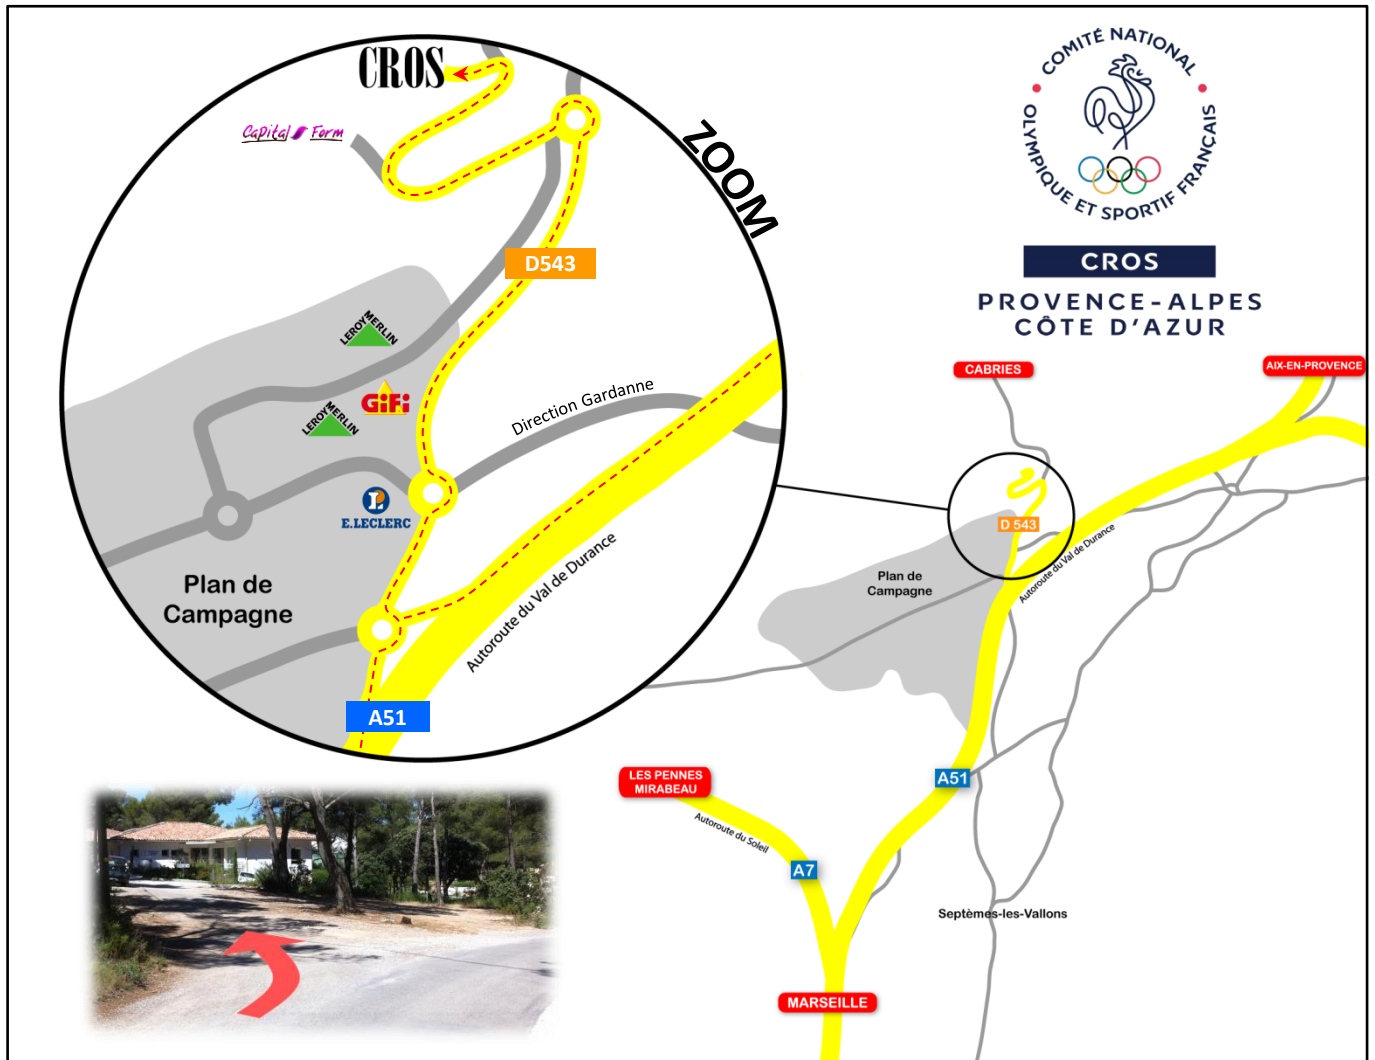 CROS
Capital Form
ZOOM
D543
LEROY MERLIN
GiFi
LEROY MERLIN
Direction Gardanne
E.LECLERC
Plan de
Campagne
Autoroute du Val de Durance
A51
COMITÉ NATIONAL
OLYMPIQUE ET SPORTIF FRANÇAIS
CROS
PROVENCE-ALPES
CÔTE D'AZUR
CABRIES
AIX-EN-PROVENCE
D 543
Autoroute du Val de Durance
Plan de
Campagne
LES PENNES
MIRABEAU
A51
Autoroute du Soleil
A7
Septèmes-les-Vallons
MARSEILLE